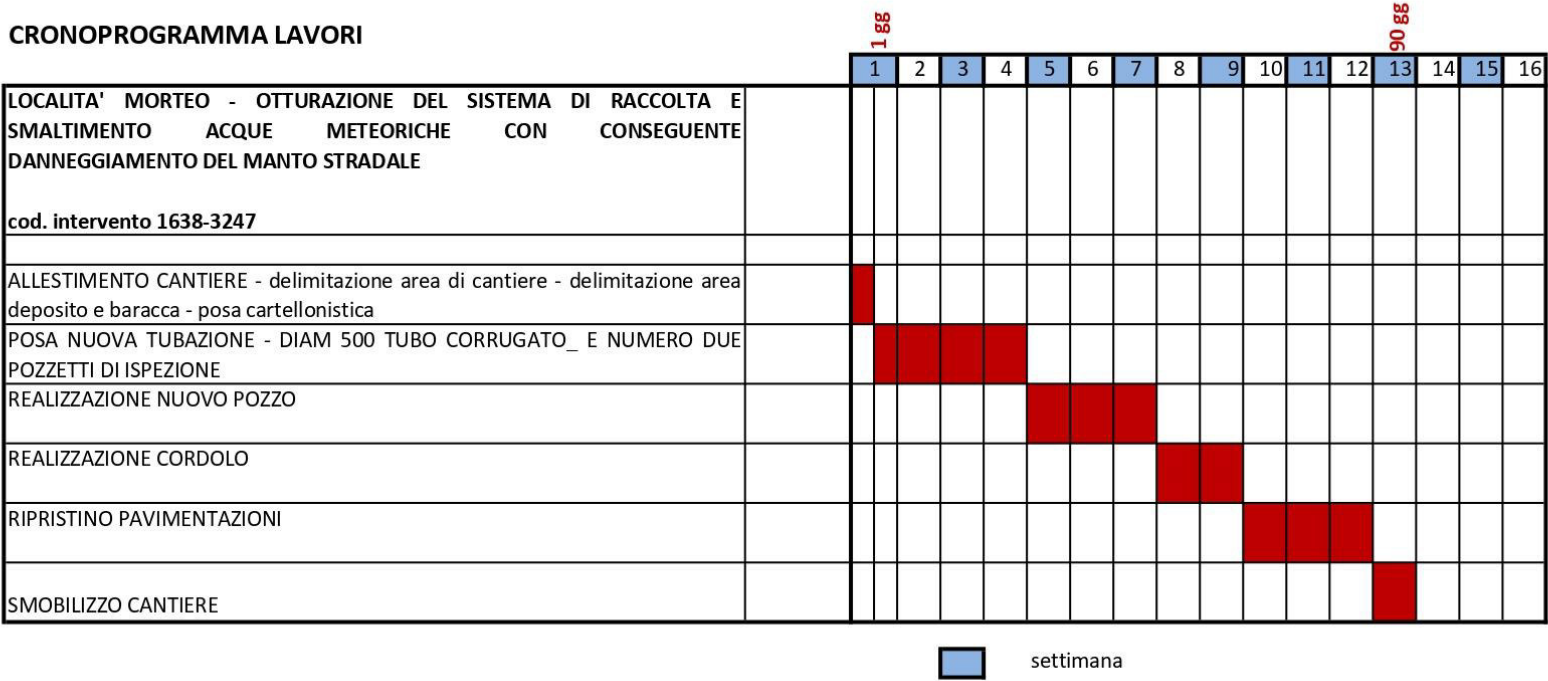 1 gg
90 gg
CRONOPROGRAMMA LAVORI
1 2 3 4 5 6 7 8 9 10 11 12 13 14 15 16
LOCALITA' MORTEO - OTTURAZIONE DEL SISTEMA DI RACCOLTA E
SMALTIMENTO ACQUE METEORICHE CON CONSEGUENTE
DANNEGGIAMENTO DEL MANTO STRADALE
cod. intervento 1638-3247
ALLESTIMENTO CANTIERE - delimitazione area di cantiere - delimitazione area
deposito e baracca - posa cartellonistica
POSA NUOVA TUBAZIONE - DIAM 500 TUBO CORRUGATO_ E NUMERO DUE
POZZETTI DI ISPEZIONE
REALIZZAZIONE NUOVO POZZO
REALIZZAZIONE CORDOLO
RIPRISTINO PAVIMENTAZIONI
SMOBILIZZO CANTIERE
settimana